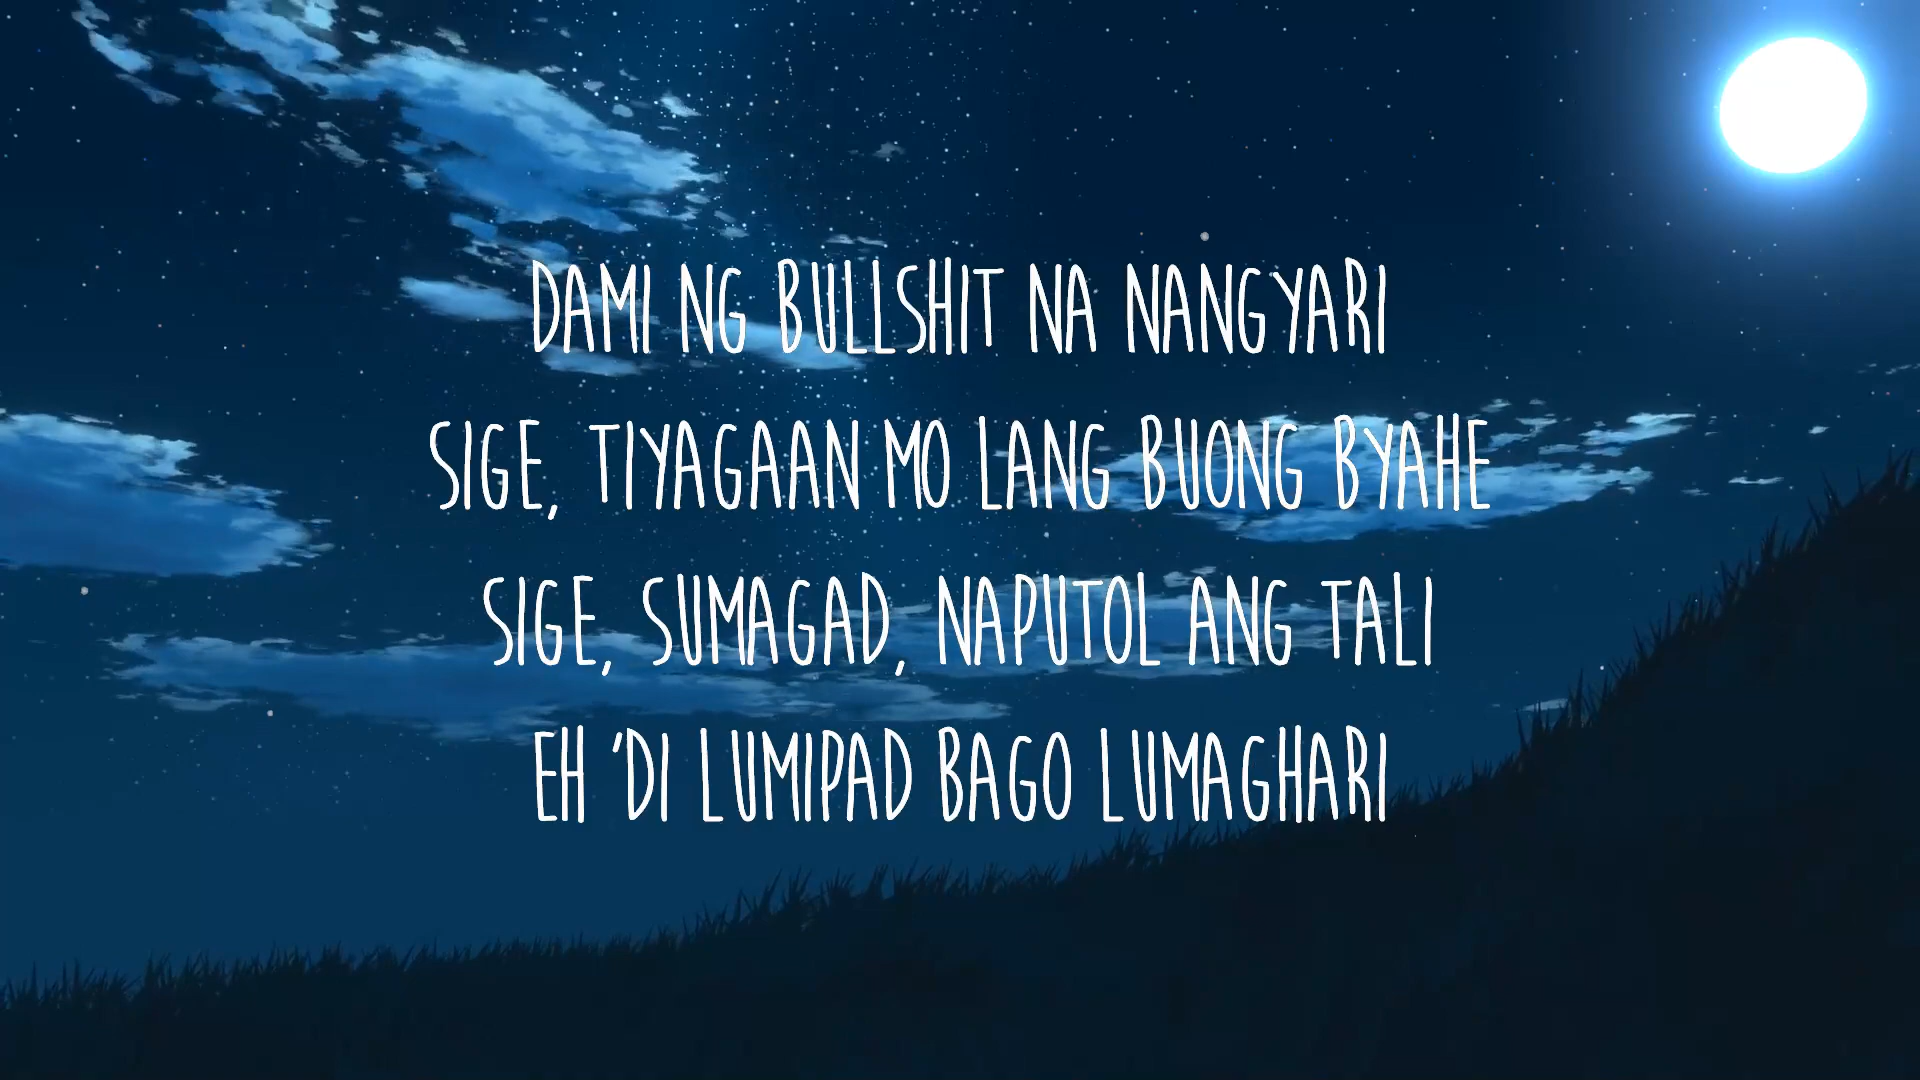 DAMI NG BULLSHIT NA NANGYARI
SIGE, TIYAGAAN MO LANG BUONG BYAHE
SIGE, SUMAGAD, NAPUTOL ANG TALI
EH 'DI LUMIPAD BAGO LUMAGHARI